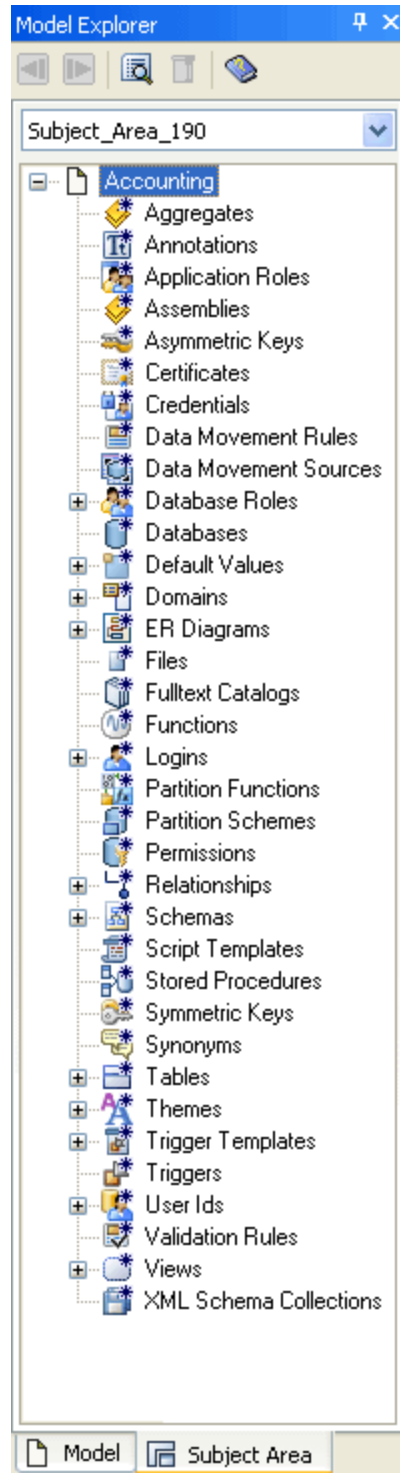 Model Explorer
Subject_Area_190
Accounting
Aggregates
Annotations
Application Roles
Assemblies
Asymmetric Keys
Certificates
Credentials
Data Movement Rules
Data Movement Sources
Database Roles
Databases
Default Values
Domains
ER Diagrams
Files
Fulltext Catalogs
Functions
Logins
Partition Functions
Partition Schemes
Permissions
Relationships
Schemas
Script Templates
Stored Procedures
Symmetric Keys
Synonyms
Tables
Themes
Trigger Templates
Triggers
User Ids
Validation Rules
Views
XML Schema Collections
Model Subject Area